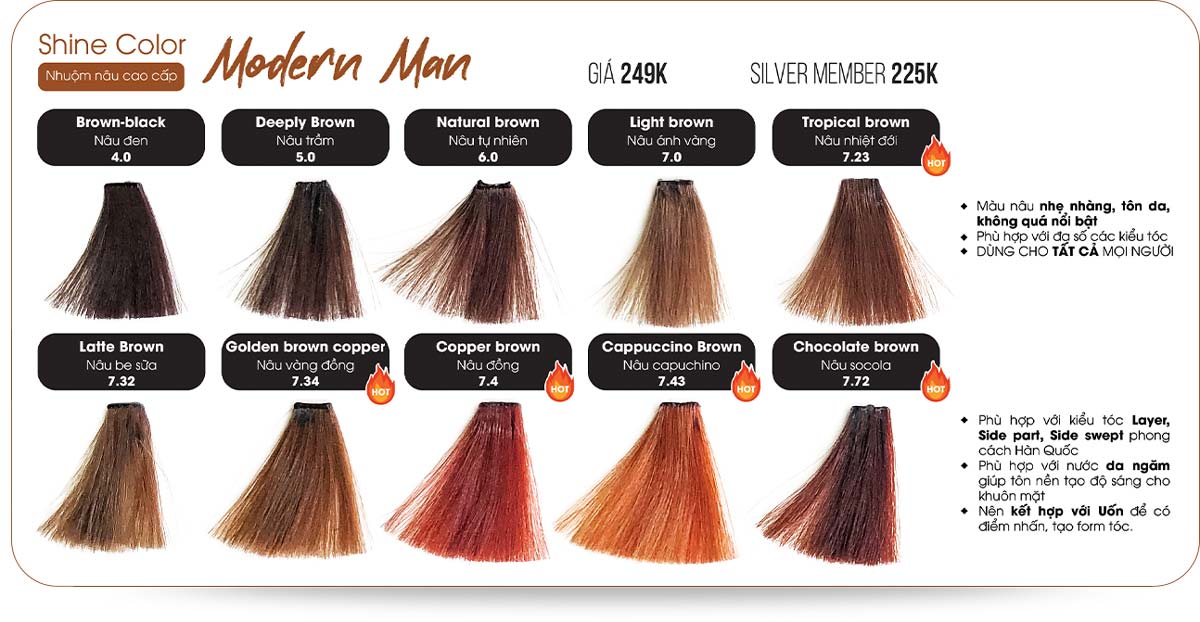 Shine Color
Nhuộm nâu cao cấp
Modern Man
GIÁ 249K
SILVER MEMBER 225K
Brown-black
Nâu đen
4.0
Deeply Brown
Nâu trầm
5.0
Natural brown
Nâu tự nhiên
6.0
Light brown
Nâu ánh vàng
7.0
Tropical brown
Nâu nhiệt đới
7.23
HOT
Màu nâu nhẹ nhàng, tôn da,
không quá nổi bật
Phù hợp với đa số các kiểu tóc
DÙNG CHO TẤT CẢ MỌI NGƯỜI
Latte Brown
Nâu be sữa
7.32
Golden brown copper
Nâu vàng đồng
7.34
HOT
Copper brown
Nâu đồng
7.4
HOT
Cappuccino Brown
Nâu capuchino
7.43
HOT
Chocolate brown
Nâu socola
7.72
HOT
Phù hợp với kiểu tóc Layer,
Side part, Side swept phong
cách Hàn Quốc
Phù hợp với nước da ngăm
giúp tôn nền tạo độ sáng cho
khuôn mặt
Nên kết hợp với Uốn để có
điểm nhấn, tạo form tóc.